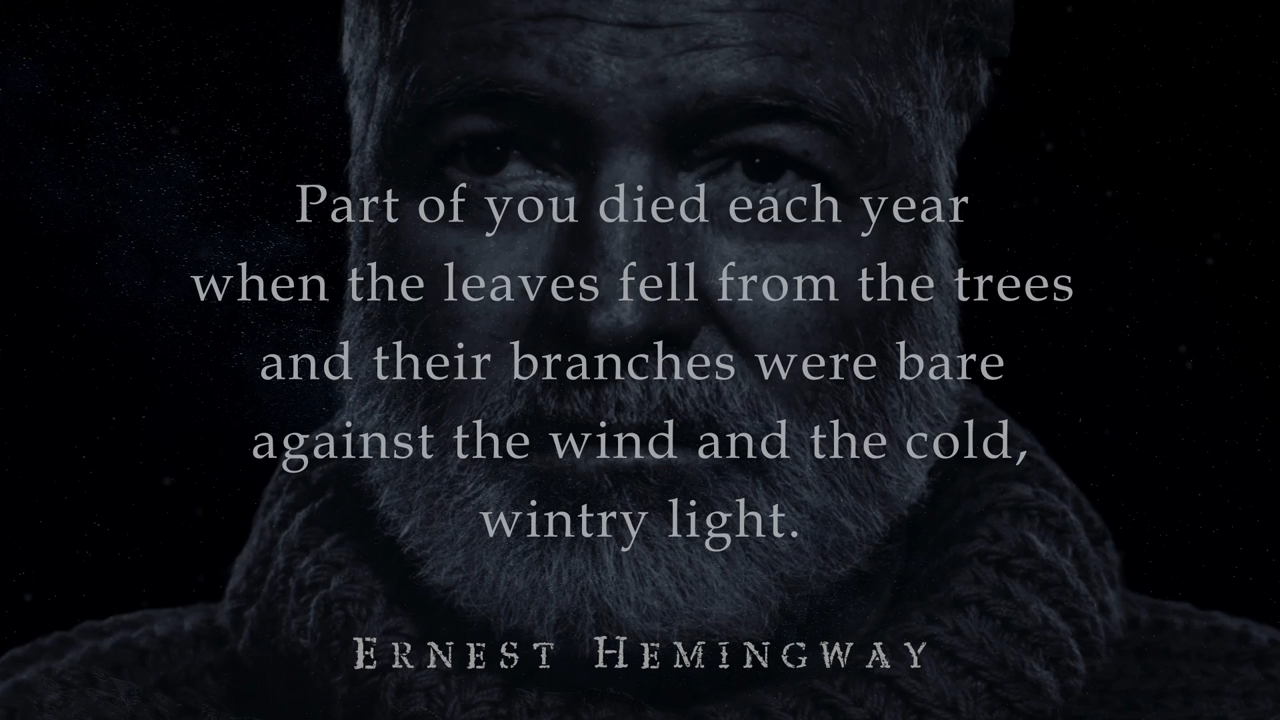 Part of you died each year
when the leaves fell from the trees
and their branches were bare
against the wind and the cold,
wintry light.
ERNEST HEMINGWAY